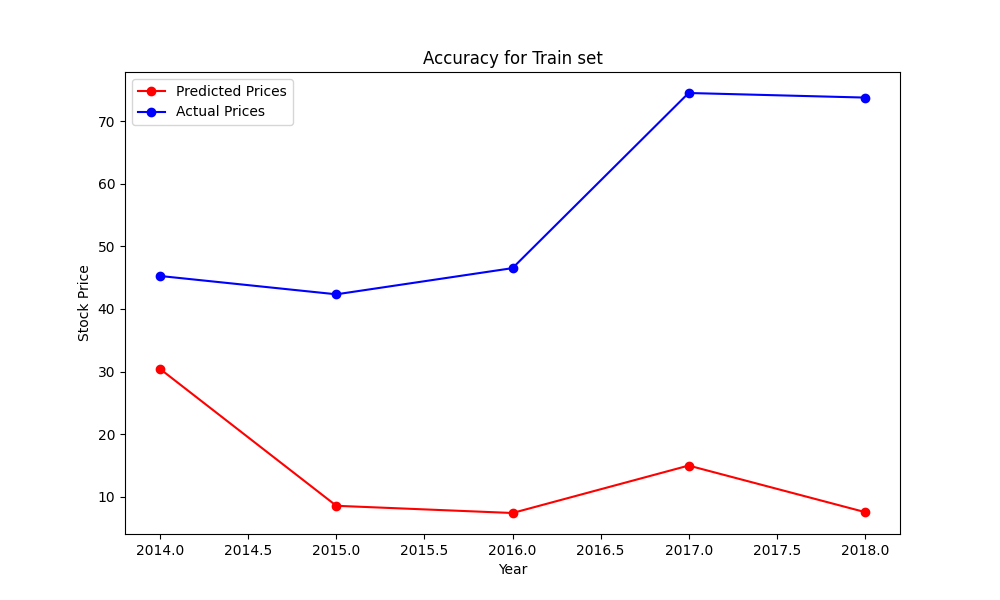 Accuracy for Train set
Predicted Prices
Actual Prices
70
60
50
40
30
20
10
Stock Price
2014.0 2014.5 2015.0 2015.5 2016.0 2016.5 2017.0 2017.5 2018.0
Year